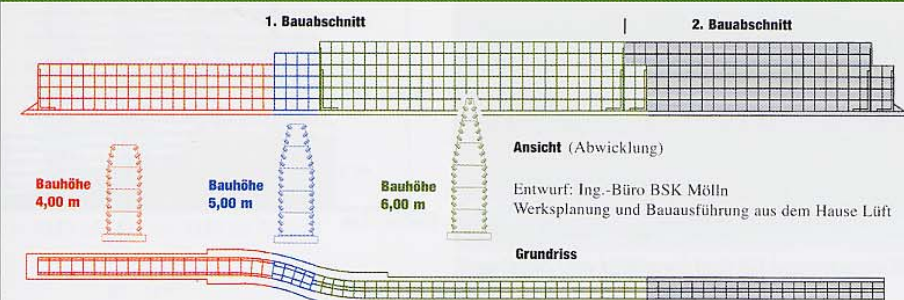 1. Bauabschnitt
2. Bauabschnitt
Ansicht (Abwicklung)
Bauhöhe
4,00 m
Bauhöhe
5,00 m
Bauhöhe
6,00 m
Entwurf: Ing.-Büro BSK Mölln
Werksplanung und Bauausführung aus dem Hause Lüft
Grundriss